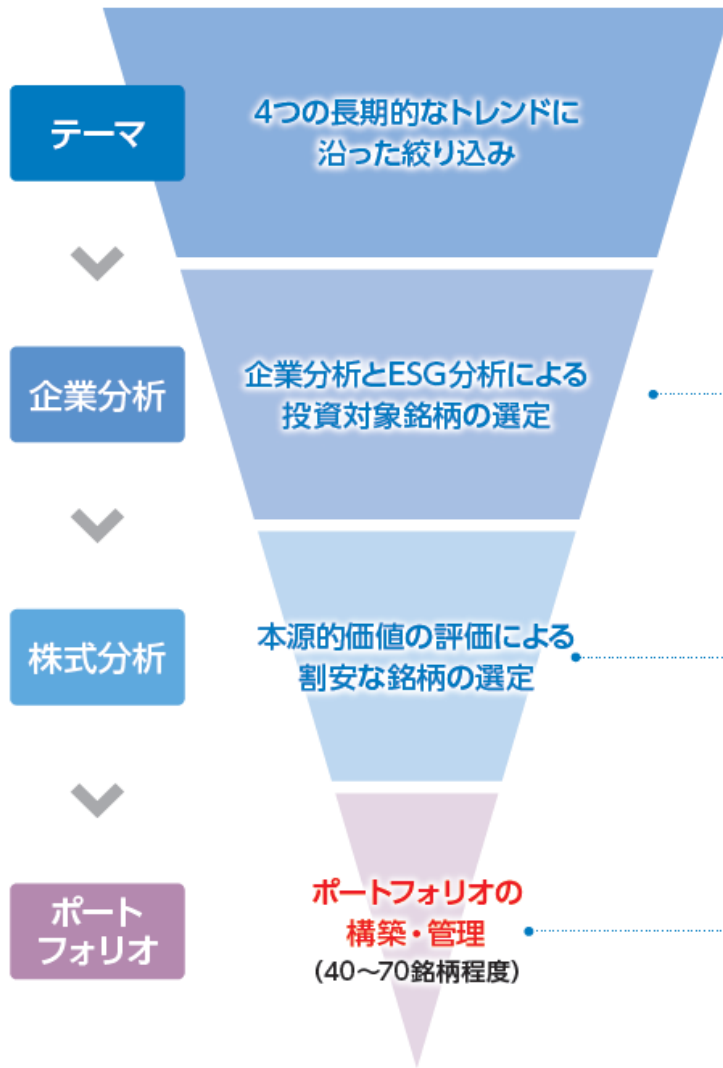 テーマ
4つの長期的なトレンドに
沿った絞り込み
企業分析
企業分析とESG分析による
投資対象銘柄の選定
株式分析
本源的価値の評価による
割安な銘柄の選定
ポート
フォリオ
ポートフォリオの
構築・管理
(40～70銘柄程度)